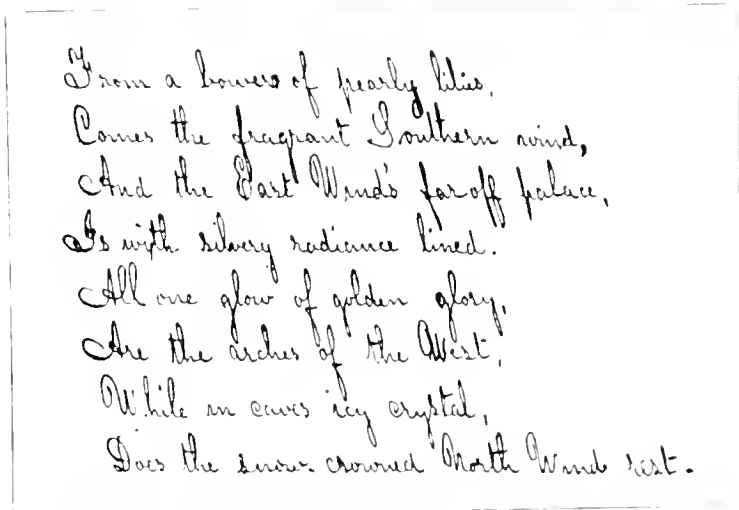 From a bower of pearly lilies,
Comes the fragrant Southern wind,
And the East Wind's far off palace,
Is with silvery radiance lined.
All one glow of golden glory,
Are the arches of the West,
While in caves icy crystal,
Does the snow-crowned North Wind rest.